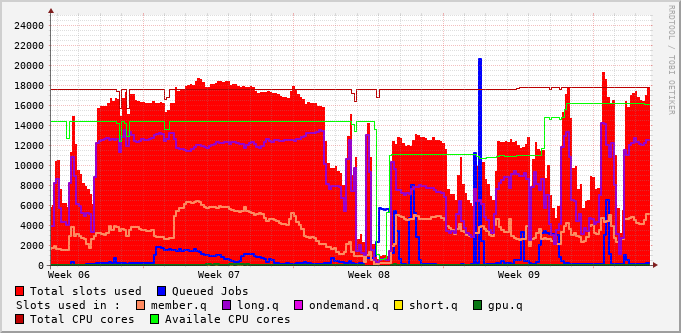 24000
22000
20000
18000
16000
14000
12000
10000
8000
6000
4000
2000
0
Week 06 Week 07 Week 08 Week 09
RRDTOOL / TOBI OETIKER
Total slots used Queued Jobs
Slots used in : member.q long.q ondemand.q short.q gpu.q
Total CPU cores Availale CPU cores